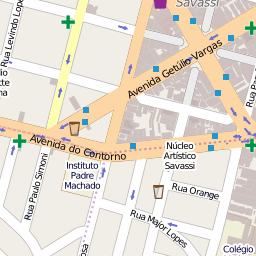 Savassi
Rua Levindo Lopes
Avenida Getúlio Vargas
Avenida do Contorno
Núcleo
Artístico
Savassi
Instituto
Padre
Machado
Rua Paulo Simoni
Rua Orange
Rua Major Lopes
Colégio